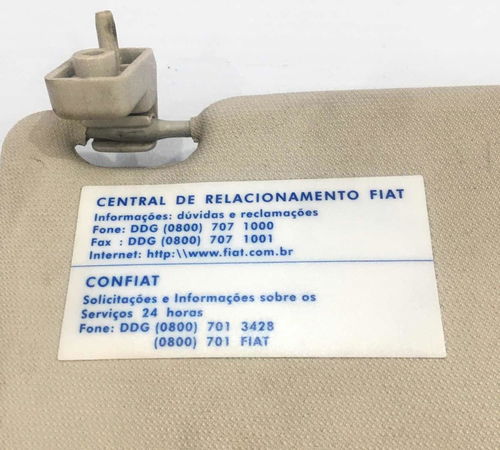 CENTRAL DE RELACIONAMENTO FIAT
Informações: dúvidas e reclamações
Fone: DDG (0800) 707 1000
Fax : DDG (0800) 707 1001
Internet: http:\\www.fiat.com.br
CONFIAT
Solicitações e Informações sobre os
Serviços 24 horas
Fone: DDG (0800) 701 3428
(0800) 701 FIAT